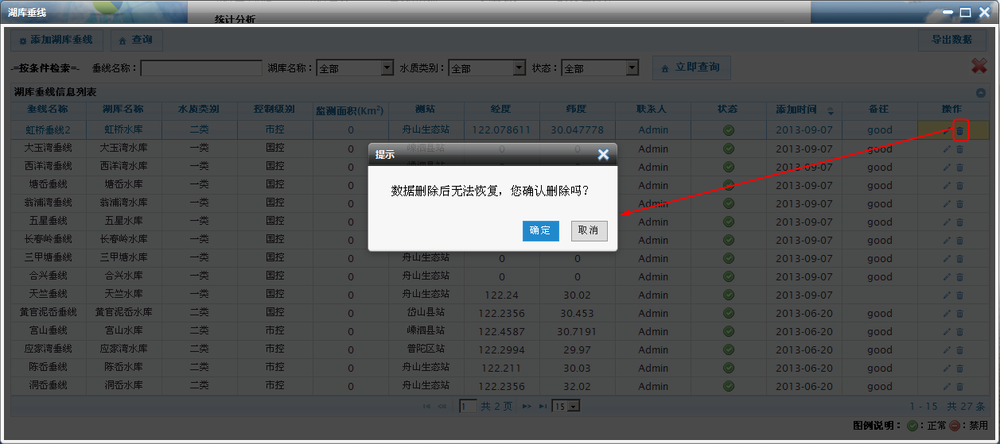 湖库垂线
统计分析
添加湖库垂线 查询 导出数据
-=按条件检索=- 垂线名称： 湖库名称： 全部 水质类别： 全部 状态： 全部 立即查询
湖库垂线信息列表
垂线名称 湖库名称 水质类别 控制级别 监测面积(Km²) 测站 经度 纬度 联系人 状态 添加时间 备注 操作
虹桥垂线2 虹桥水库 二类 市控 0 舟山生态站 122.078611 30.047778 Admin 2013-09-07 good
大玉湾垂线 大玉湾水库 一类 国控 0 嵊泗县站 0 0 Admin 2013-09-07 good
西洋湾垂线 西洋湾水库 一类 国控 Admin 2013-09-07 good
塘岙垂线 塘岙水库 一类 国控 Admin 2013-09-07 good
翁浦湾垂线 翁浦湾水库 一类 国控 Admin 2013-09-07 good
五星垂线 五星水库 一类 国控 Admin 2013-09-07 good
长春岭垂线 长春岭水库 一类 国控 Admin 2013-09-07 good
三甲塘垂线 三甲塘水库 一类 国控 0 舟山生态站 0 0 Admin 2013-09-07 good
合兴垂线 合兴水库 一类 国控 0 舟山生态站 0 0 Admin 2013-09-07 good
天竺垂线 天竺水库 一类 国控 0 舟山生态站 122.24 30.02 Admin 2013-09-07
黄官泥岙垂线 黄官泥岙水库 二类 国控 0 岱山县站 122.2356 30.453 Admin 2013-06-20 good
宫山垂线 宫山水库 二类 市控 0 嵊泗县站 122.4587 30.7191 Admin 2013-06-20 good
应家湾垂线 应家湾水库 二类 市控 0 普陀区站 122.2994 29.97 Admin 2013-06-20 good
陈岙垂线 陈岙水库 二类 市控 0 舟山生态站 122.211 30.03 Admin 2013-06-20 good
洞岙垂线 洞岙水库 二类 市控 0 舟山生态站 122.2356 32.02 Admin 2013-06-20 good
提示
数据删除后无法恢复，您确认删除吗？
确定 取消
1 共 2 页 15 1 - 15 共 27 条
图例说明： ：正常 ：禁用